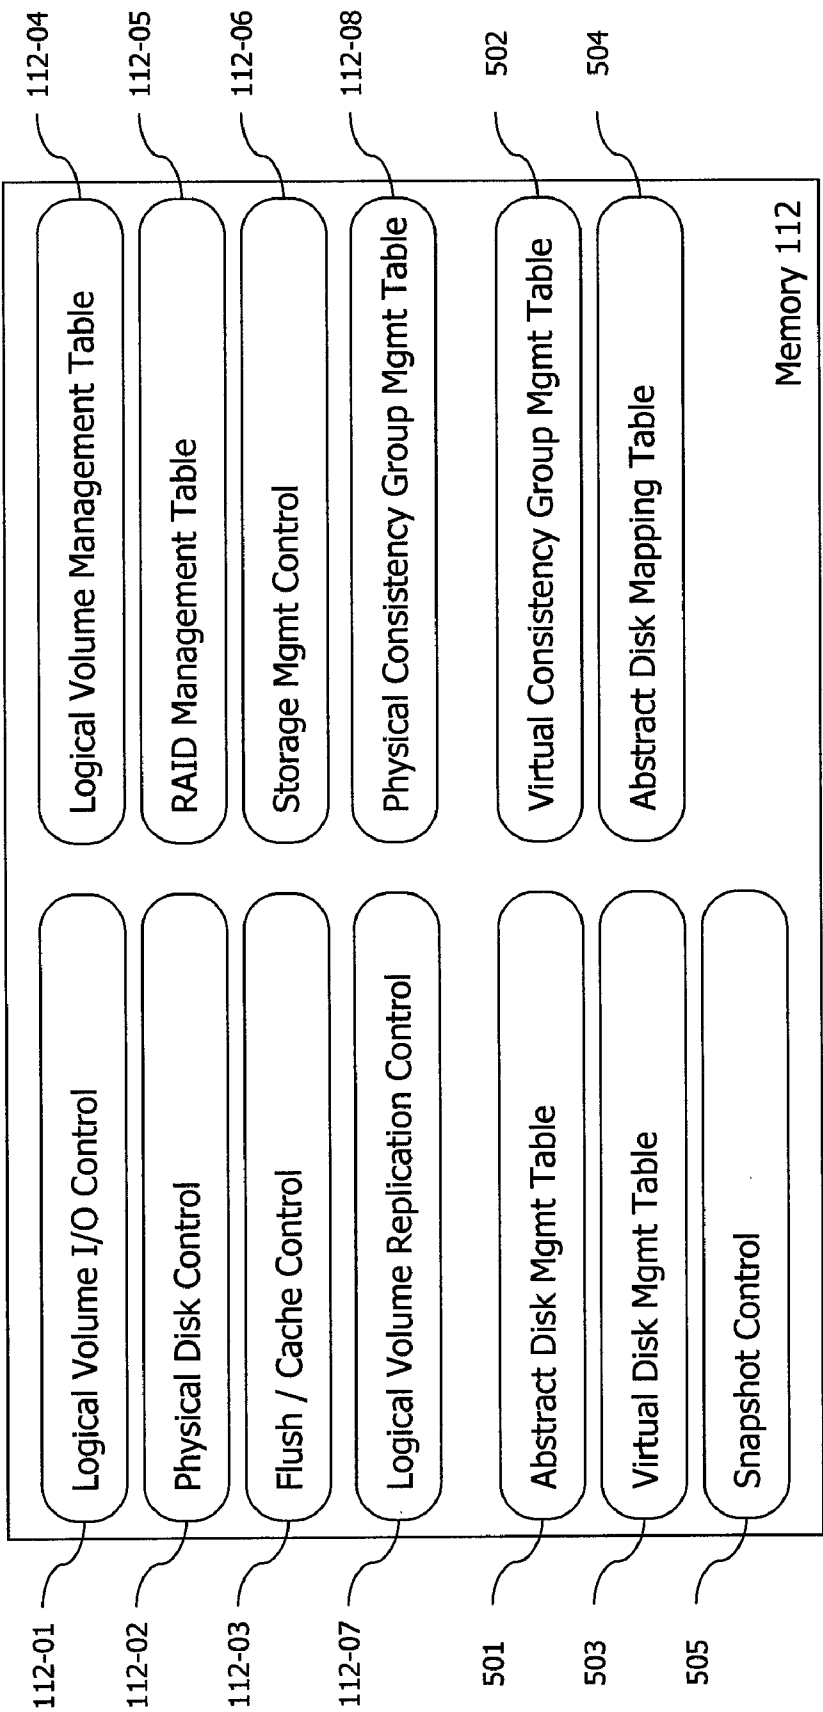 112-01
Logical Volume I/O Control
Logical Volume Management Table
112-04
112-02
Physical Disk Control
RAID Management Table
112-05
112-03
Flush / Cache Control
Storage Mgmt Control
112-06
112-07
Logical Volume Replication Control
Physical Consistency Group Mgmt Table
112-08
501
Abstract Disk Mgmt Table
Virtual Consistency Group Mgmt Table
502
503
Virtual Disk Mgmt Table
Abstract Disk Mapping Table
504
505
Snapshot Control
Memory 112